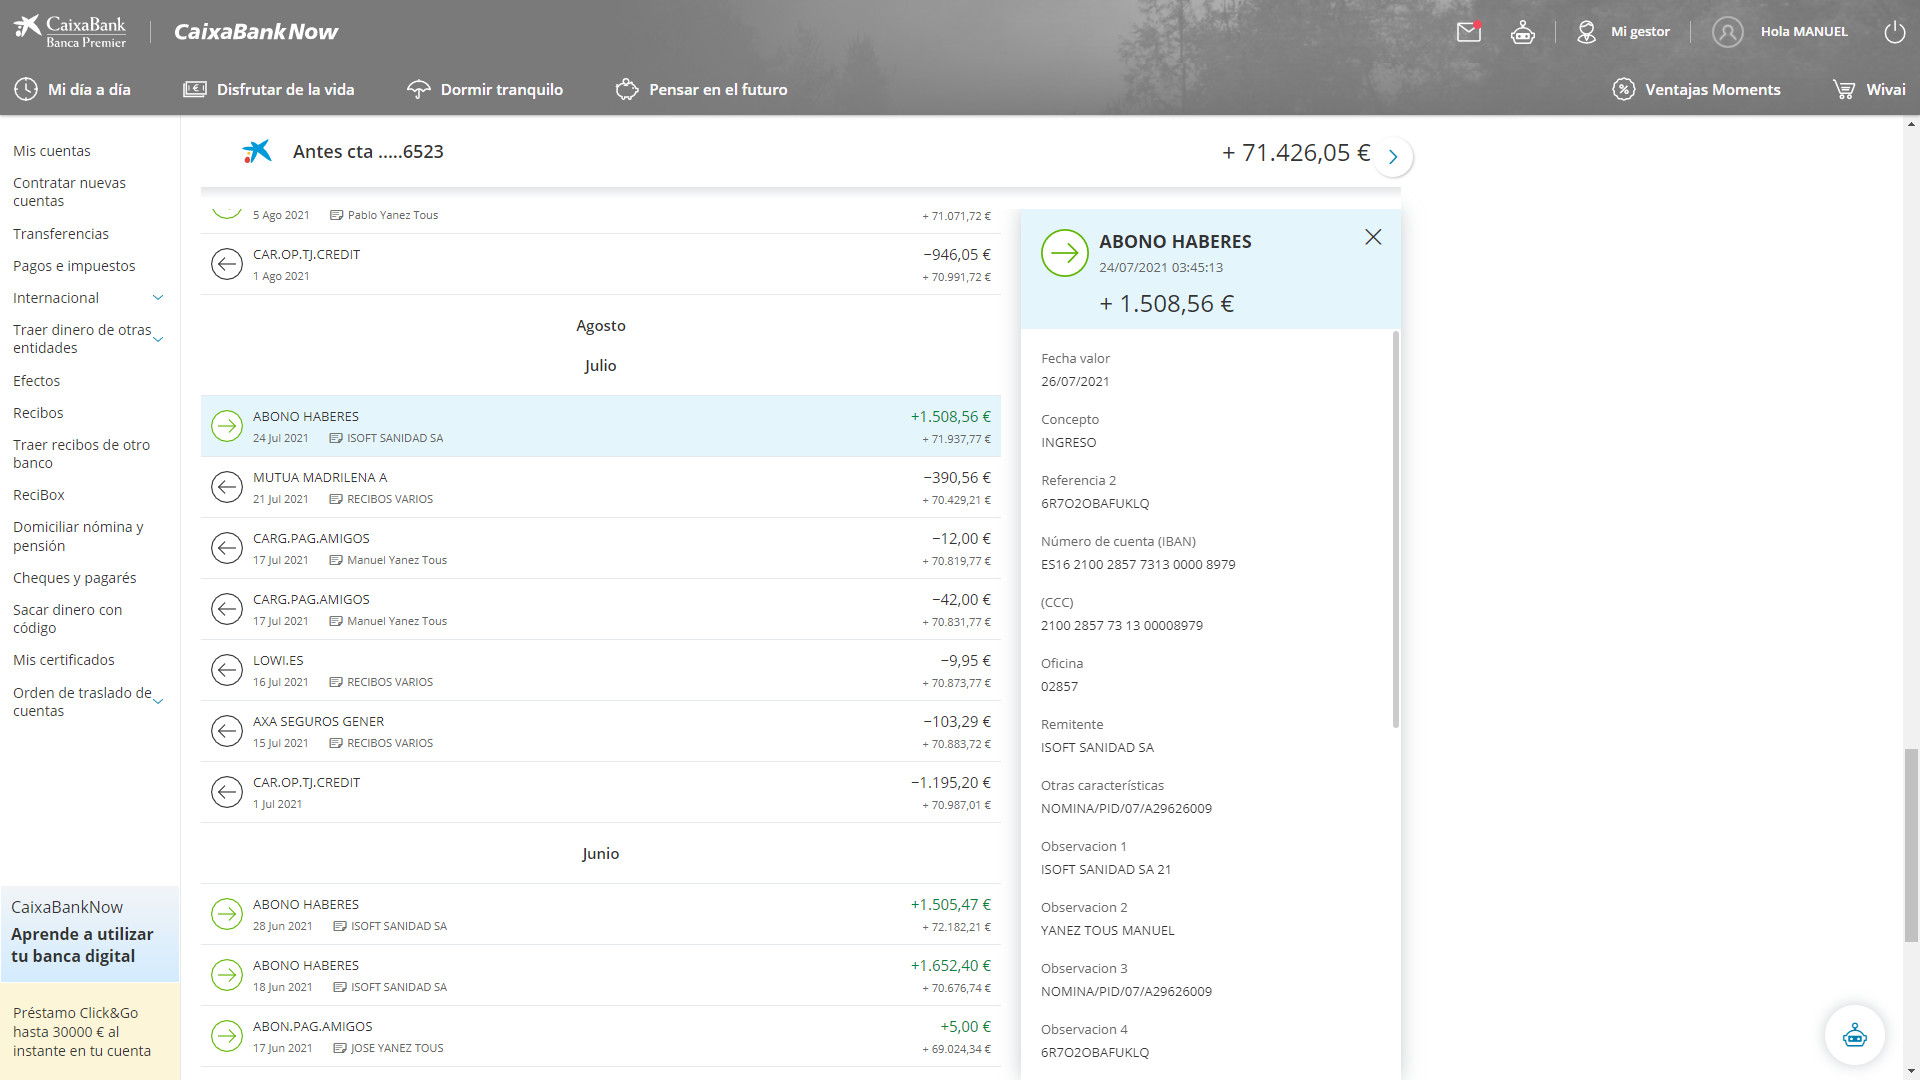 CaixaBank
Banca Premier
CaixaBankNow
Mi gestor
Hola MANUEL
Mi día a día
Disfrutar de la vida
Dormir tranquilo
Pensar en el futuro
Ventajas Moments
Wivai
Mis cuentas
Contratar nuevas
cuentas
Transferencias
Pagos e impuestos
Internacional
Traer dinero de otras
entidades
Efectos
Recibos
Traer recibos de otro
banco
ReciBox
Domiciliar nómina y
pensión
Cheques y pagarés
Sacar dinero con
código
Mis certificados
Orden de traslado de
cuentas
CaixaBankNow
Aprende a utilizar
tu banca digital
Préstamo Click&Go
hasta 30000 € al
instante en tu cuenta
Antes cta .....6523
+ 71.426,05 €
5 Ago 2021 Pablo Yanez Tous + 71.071,72 €
CAR.OP.TJ.CREDIT −946,05 €
1 Ago 2021 + 70.991,72 €
Agosto
Julio
ABONO HABERES +1.508,56 €
24 Jul 2021 ISOFT SANIDAD SA + 71.937,77 €
MUTUA MADRILENA A −390,56 €
21 Jul 2021 RECIBOS VARIOS + 70.429,21 €
CARG.PAG.AMIGOS −12,00 €
17 Jul 2021 Manuel Yanez Tous + 70.819,77 €
CARG.PAG.AMIGOS −42,00 €
17 Jul 2021 Manuel Yanez Tous + 70.831,77 €
LOWI.ES −9,95 €
16 Jul 2021 RECIBOS VARIOS + 70.873,77 €
AXA SEGUROS GENER −103,29 €
15 Jul 2021 RECIBOS VARIOS + 70.883,72 €
CAR.OP.TJ.CREDIT −1.195,20 €
1 Jul 2021 + 70.987,01 €
Junio
ABONO HABERES +1.505,47 €
28 Jun 2021 ISOFT SANIDAD SA + 72.182,21 €
ABONO HABERES +1.652,40 €
18 Jun 2021 ISOFT SANIDAD SA + 70.676,74 €
ABON.PAG.AMIGOS +5,00 €
17 Jun 2021 JOSE YANEZ TOUS + 69.024,34 €
ABONO HABERES
24/07/2021 03:45:13
+ 1.508,56 €
Fecha valor
26/07/2021
Concepto
INGRESO
Referencia 2
6R7O2OBAFUKLQ
Número de cuenta (IBAN)
ES16 2100 2857 7313 0000 8979
(CCC)
2100 2857 73 13 00008979
Oficina
02857
Remitente
ISOFT SANIDAD SA
Otras características
NOMINA/PID/07/A29626009
Observacion 1
ISOFT SANIDAD SA 21
Observacion 2
YANEZ TOUS MANUEL
Observacion 3
NOMINA/PID/07/A29626009
Observacion 4
6R7O2OBAFUKLQ